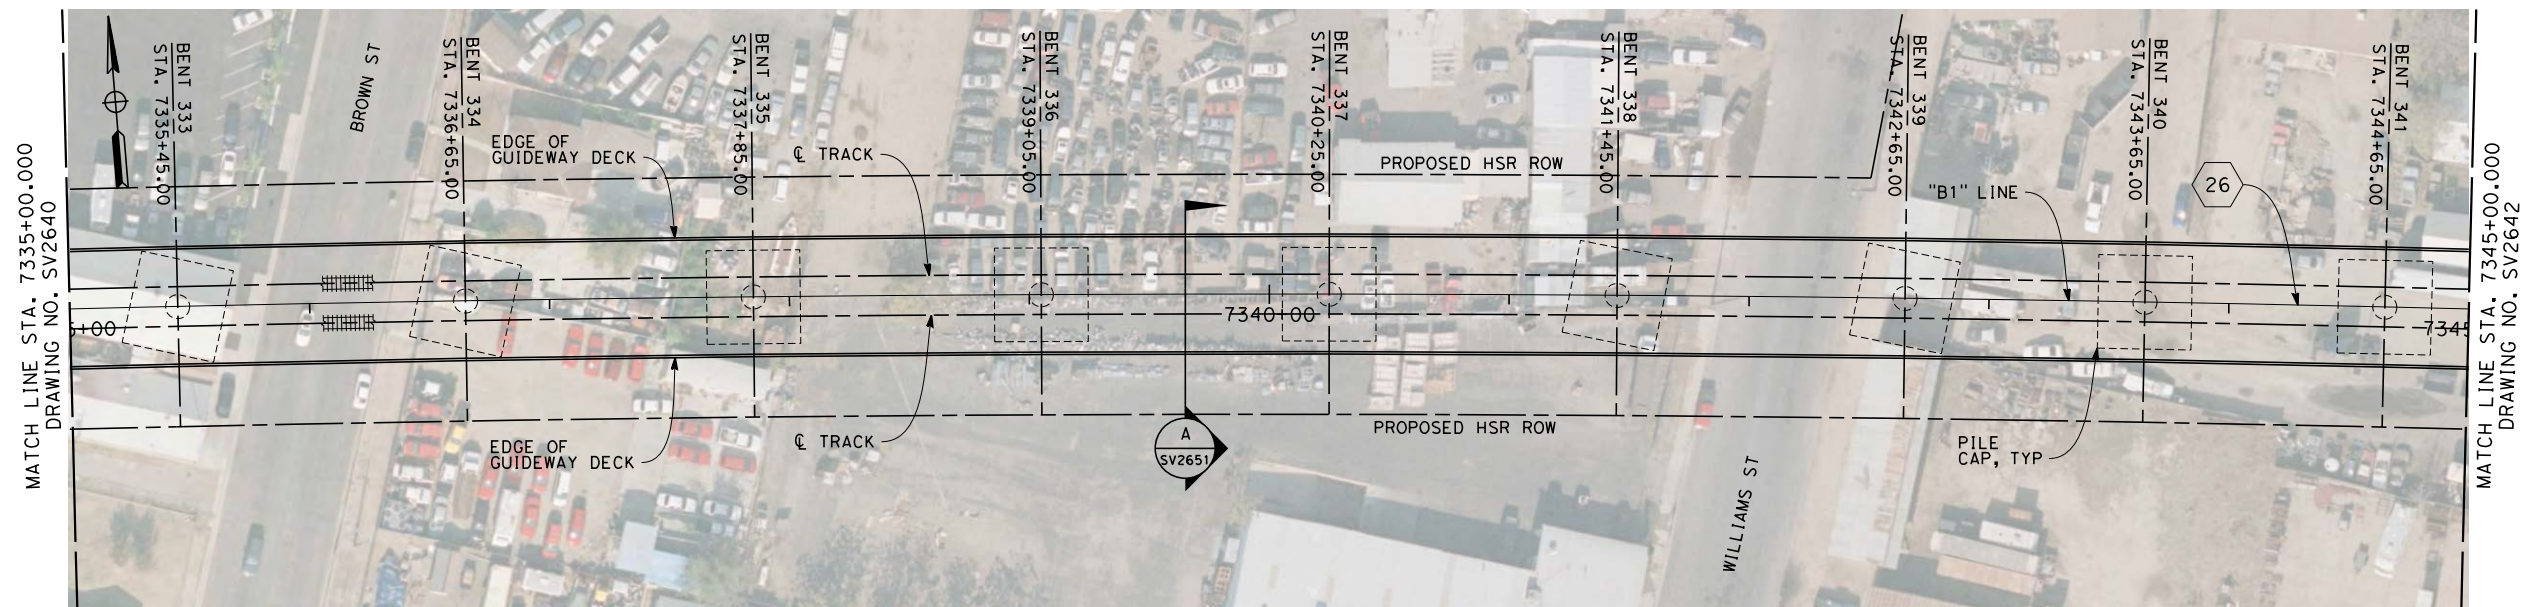 MATCH LINE STA. 7335+00.000
DRAWING NO. SV2640
BENT 333
STA. 7335+45.00
BROWN ST
BENT 334
STA. 7336+65.00
EDGE OF
GUIDEWAY DECK
BENT 335
STA. 7337+85.00
℄ TRACK
BENT 336
STA. 7339+05.00
BENT 337
STA. 7340+25.00
PROPOSED HSR ROW
BENT 338
STA. 7341+45.00
BENT 339
STA. 7342+65.00
"B1" LINE
BENT 340
STA. 7343+65.00
26
BENT 341
STA. 7344+65.00
+00
7340+00
7345
EDGE OF
GUIDEWAY DECK
℄ TRACK
A
SV2651
PROPOSED HSR ROW
WILLIAMS ST
PILE
CAP, TYP
MATCH LINE STA. 7345+00.000
DRAWING NO. SV2642